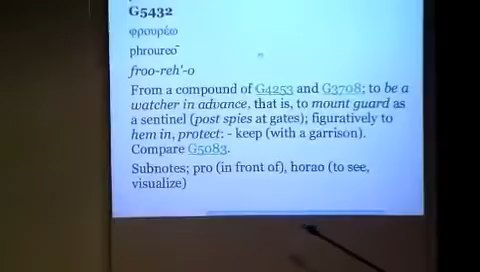 G5432
φρουρέω
phroureō
froo-reh'-o
From a compound of G4253 and G3708; to be a
watcher in advance, that is, to mount guard as
a sentinel (post spies at gates); figuratively to
hem in, protect: - keep (with a garrison).
Compare G5083.
Subnotes; pro (in front of), horao (to see,
visualize)